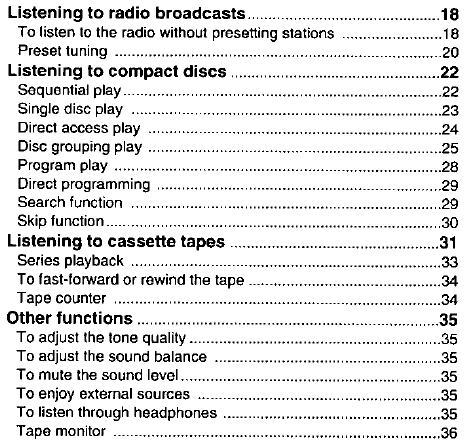 Listening to radio broadcasts ........ 18
To listen to the radio without presetting stations ........ 18
Preset tuning ........ 20
Listening to compact discs ........ 22
Sequential play ........ 22
Single disc play ........ 23
Direct access play ........ 24
Disc grouping play ........ 25
Program play ........ 28
Direct programming ........ 29
Search function ........ 29
Skip function ........ 30
Listening to cassette tapes ........ 31
Series playback ........ 33
To fast-forward or rewind the tape ........ 34
Tape counter ........ 34
Other functions ........ 35
To adjust the tone quality ........ 35
To adjust the sound balance ........ 35
To mute the sound level ........ 35
To enjoy external sources ........ 35
To listen through headphones ........ 35
Tape monitor ........ 36